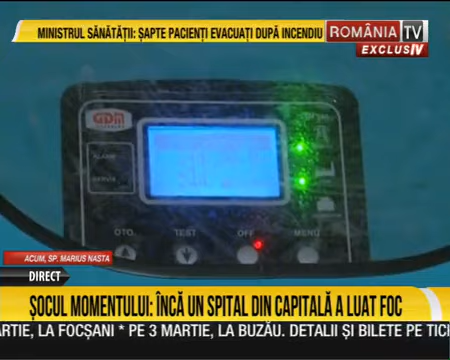 MINISTRUL SĂNĂTĂȚII: ȘAPTE PACIENȚI EVACUAȚI DUPĂ INCENDIU
ROMÂNIA TV
EXCLUSIV
GDM
ALARM
OTO
TEST
OFF
MENU
ACUM, SP. MARIUS NASTA
DIRECT
ȘOCUL MOMENTULUI: ÎNCĂ UN SPITAL DIN CAPITALĂ A LUAT FOC
ARTIE, LA FOCȘANI * PE 3 MARTIE, LA BUZĂU. DETALII ȘI BILETE PE TICI